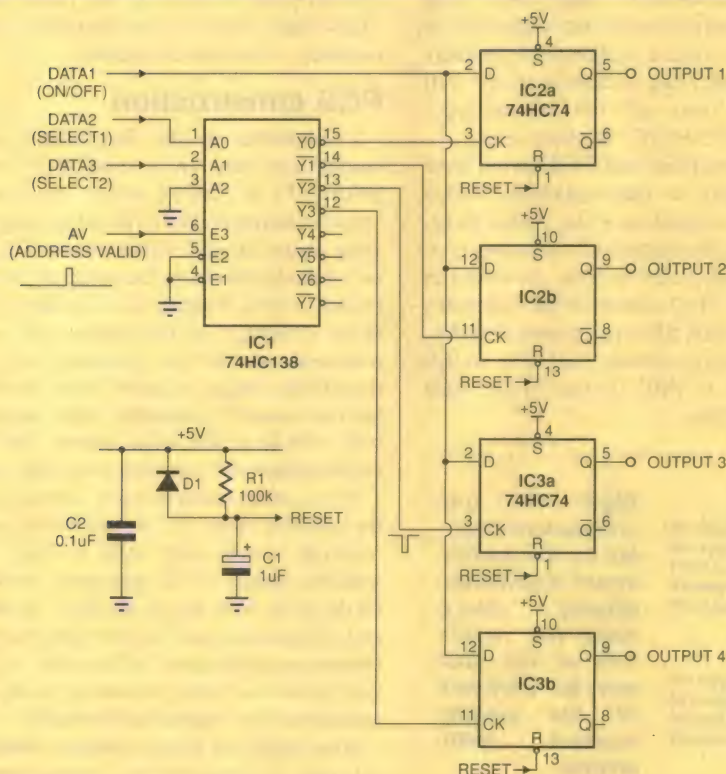 DATA1
(ON/OFF)
DATA2
(SELECT1)
DATA3
(SELECT2)
AV
(ADDRESS VALID)
1 A0
2 A1
3 A2
6 E3
5 E2
4 E1
Y0 15
Y1 14
Y2 13
Y3 12
Y4
Y5
Y6
Y7
IC1
74HC138
+5V
4
S
2 D
Q 5
OUTPUT 1
IC2a
74HC74
3 CK
Q 6
R
RESET
1
+5V
10
S
12 D
Q 9
OUTPUT 2
IC2b
11 CK
Q 8
R
RESET
13
+5V
4
S
2 D
Q 5
OUTPUT 3
IC3a
74HC74
3 CK
Q 6
R
RESET
1
+5V
10
S
12 D
Q 9
OUTPUT 4
IC3b
11 CK
Q 8
R
RESET
13
+5V
D1
R1
100k
RESET
C2
0.1uF
+
C1
1uF